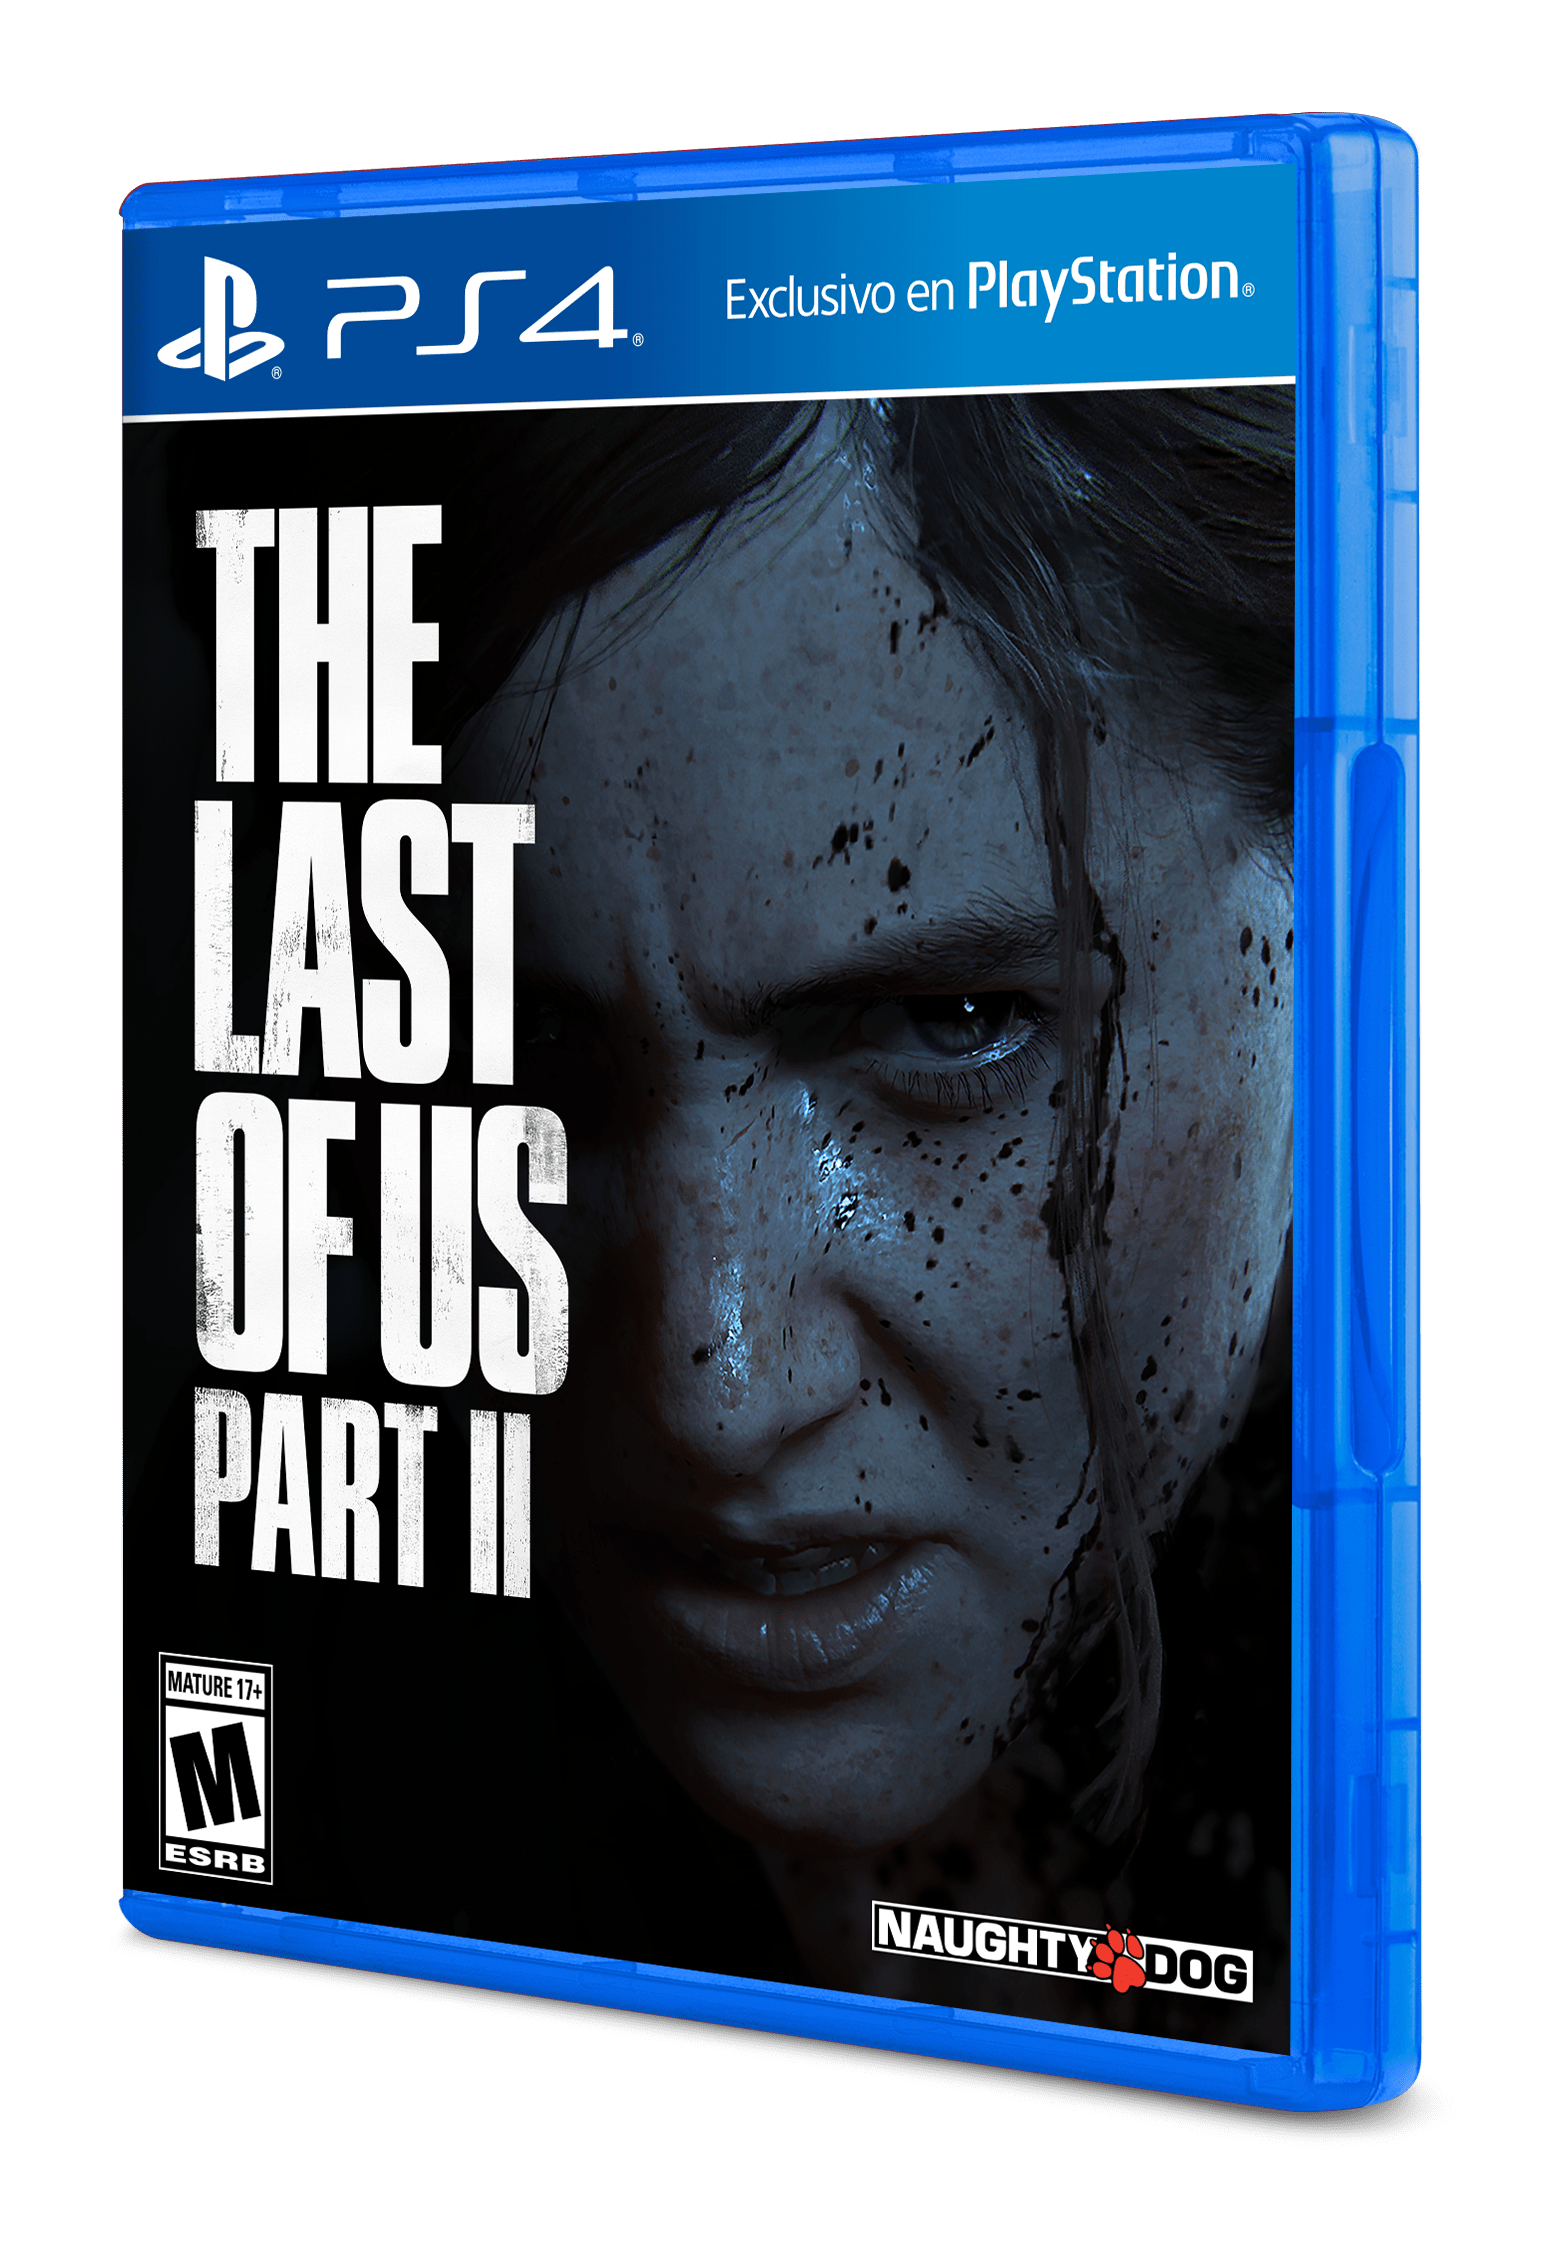 PS4®
Exclusivo en PlayStation®
THE
LAST
OF US
PART II
MATURE 17+
M
ESRB
NAUGHTY DOG